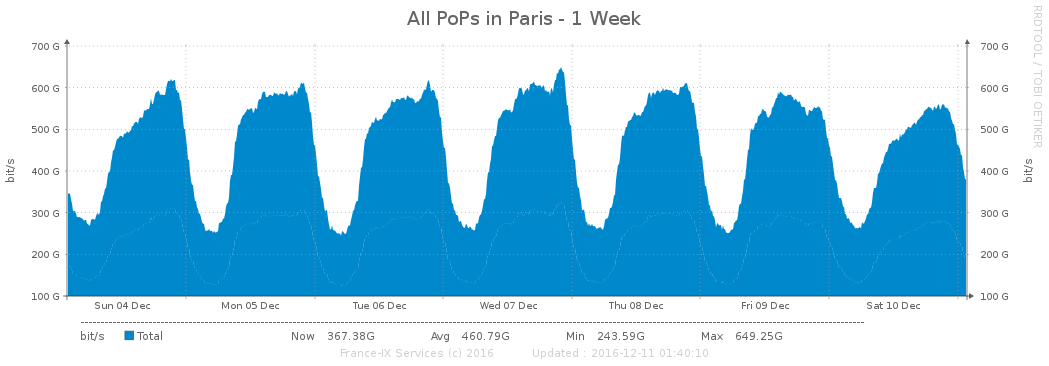 All PoPs in Paris - 1 Week
RRDTOOL / TOBI OETIKER
bit/s
700 G
600 G
500 G
400 G
300 G
200 G
100 G
700 G
600 G
500 G
400 G
300 G
200 G
100 G
bit/s
Sun 04 Dec Mon 05 Dec Tue 06 Dec Wed 07 Dec Thu 08 Dec Fri 09 Dec Sat 10 Dec
bit/s Total Now 367.38G Avg 460.79G Min 243.59G Max 649.25G
France-IX Services (c) 2016 Updated : 2016-12-11 01:40:10